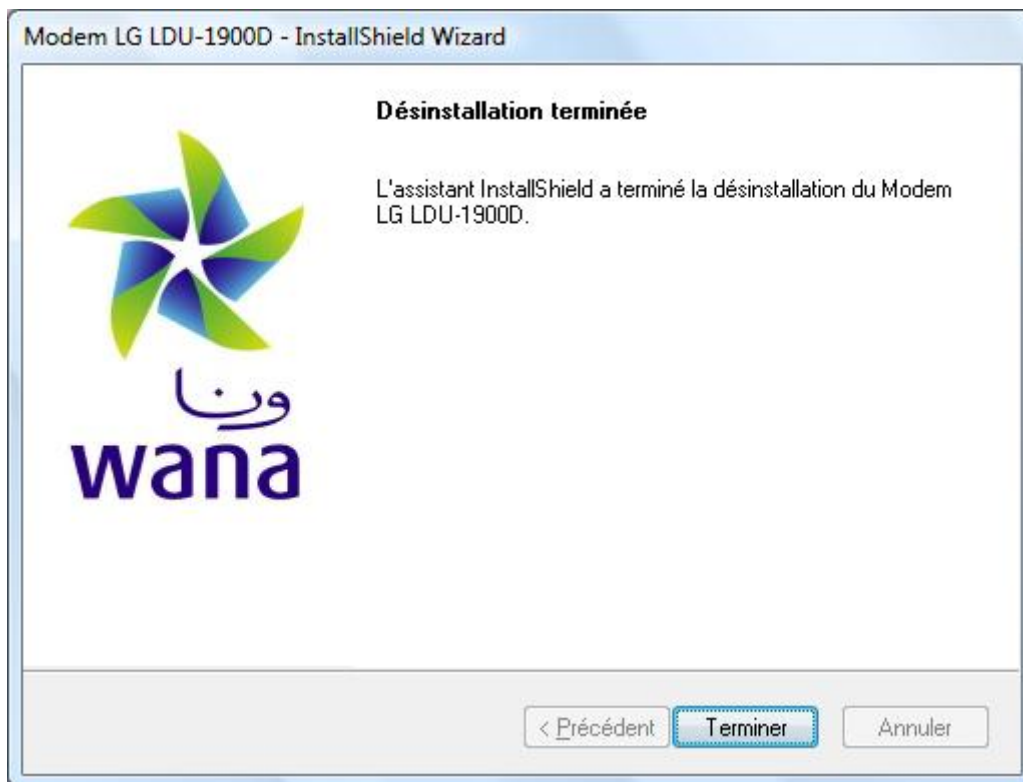 Modem LG LDU-1900D - InstallShield Wizard
Désinstallation terminée
L'assistant InstallShield a terminé la désinstallation du Modem
LG LDU-1900D.
ونا
wana
< Précédent
Terminer
Annuler